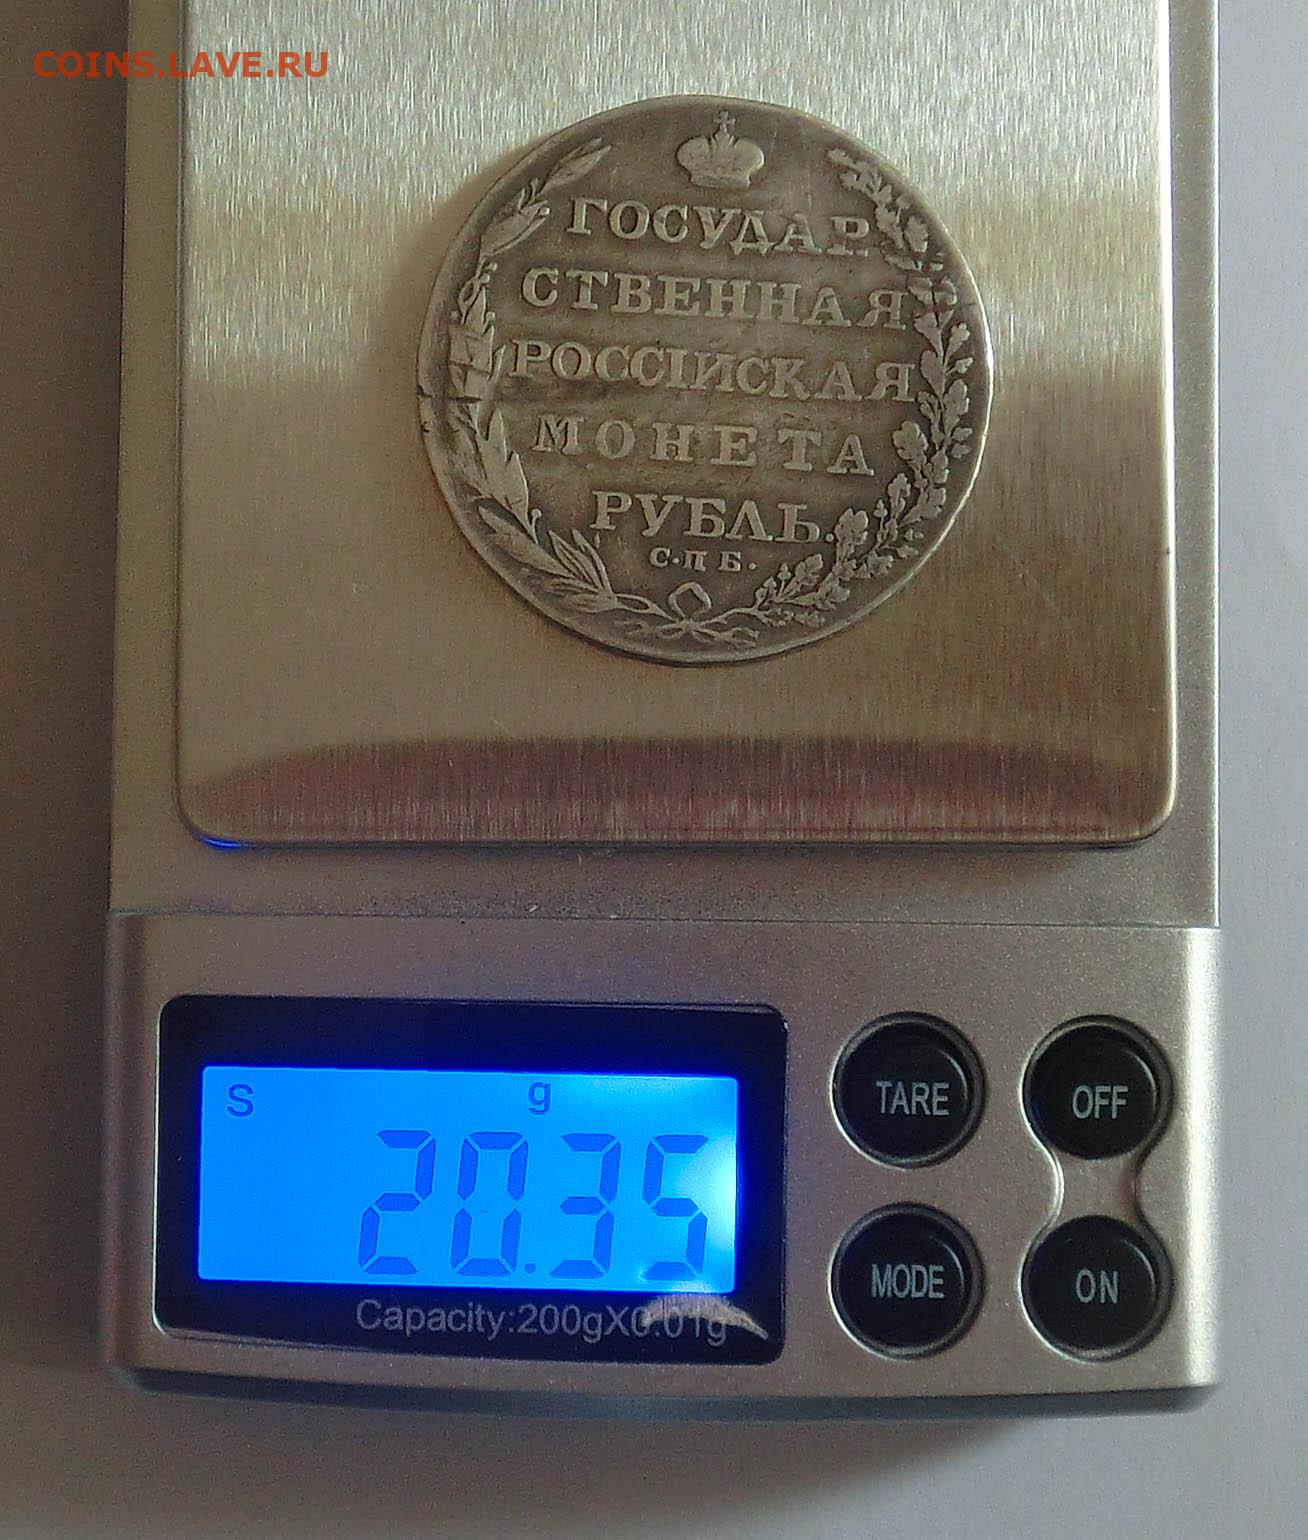 COINS.LAVE.RU
ГОСУДАР
СТВЕННАЯ
РОССІЙСКАЯ
МОНЕТА
РУБЛЬ.
С·П Б·
S g
20.35
Capacity:200gX0.01g
TARE
OFF
MODE
ON